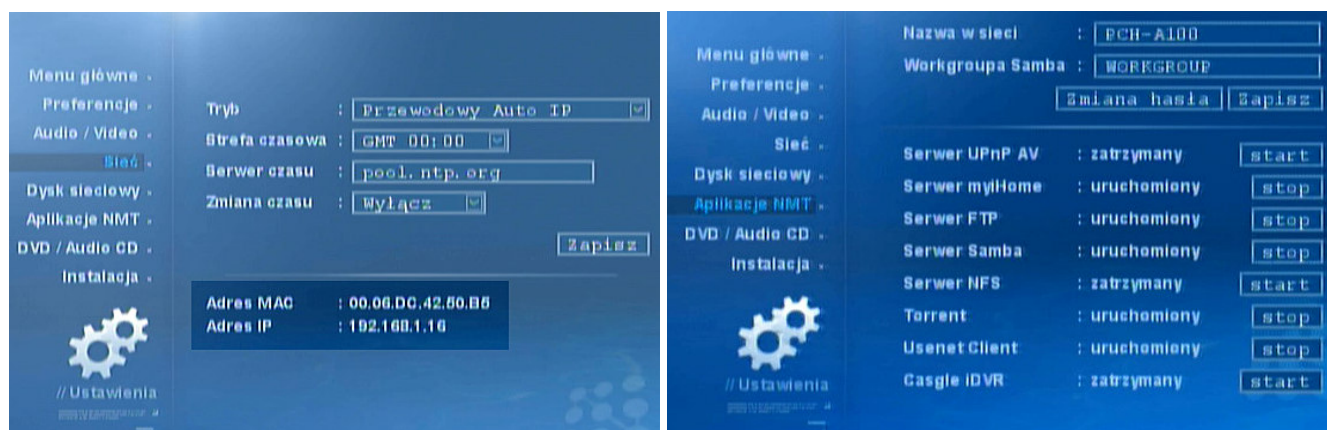 Menu główne
Preferencje
Audio / Video
Sieć
Dysk sieciowy
Aplikacje NMT
DVD / Audio CD
Instalacja
// Ustawienia
Tryb : Przewodowy Auto IP
Strefa czasowa : GMT 00:00
Serwer czasu : pool.ntp.org
Zmiana czasu : Wyłącz
Zapisz
Adres MAC : 00.06.DC.42.50.B5
Adres IP : 192.168.1.16
Menu główne
Preferencje
Audio / Video
Sieć
Dysk sieciowy
Aplikacje NMT
DVD / Audio CD
Instalacja
// Ustawienia
Nazwa w sieci : PCH-A100
Workgroupa Samba : WORKGROUP
Zmiana hasła Zapisz
Serwer UPnP AV : zatrzymany start
Serwer myiHome : uruchomiony stop
Serwer FTP : uruchomiony stop
Serwer Samba : uruchomiony stop
Serwer NFS : zatrzymany start
Torrent : uruchomiony stop
Usenet Client : uruchomiony stop
Casgle iDVR : zatrzymany start